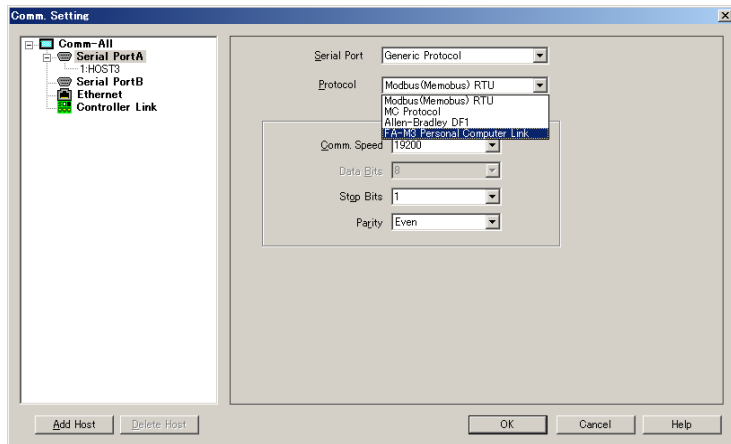 Comm. Setting
Comm-All
Serial PortA
1:HOST3
Serial PortB
Ethernet
Controller Link
Serial Port Generic Protocol
Protocol Modbus(Memobus) RTU
Modbus(Memobus) RTU
MC Protocol
Allen-Bradley DF1
FA-M3 Personal Computer Link
Comm. Speed 19200
Data Bits 8
Stop Bits 1
Parity Even
Add Host Delete Host OK Cancel Help